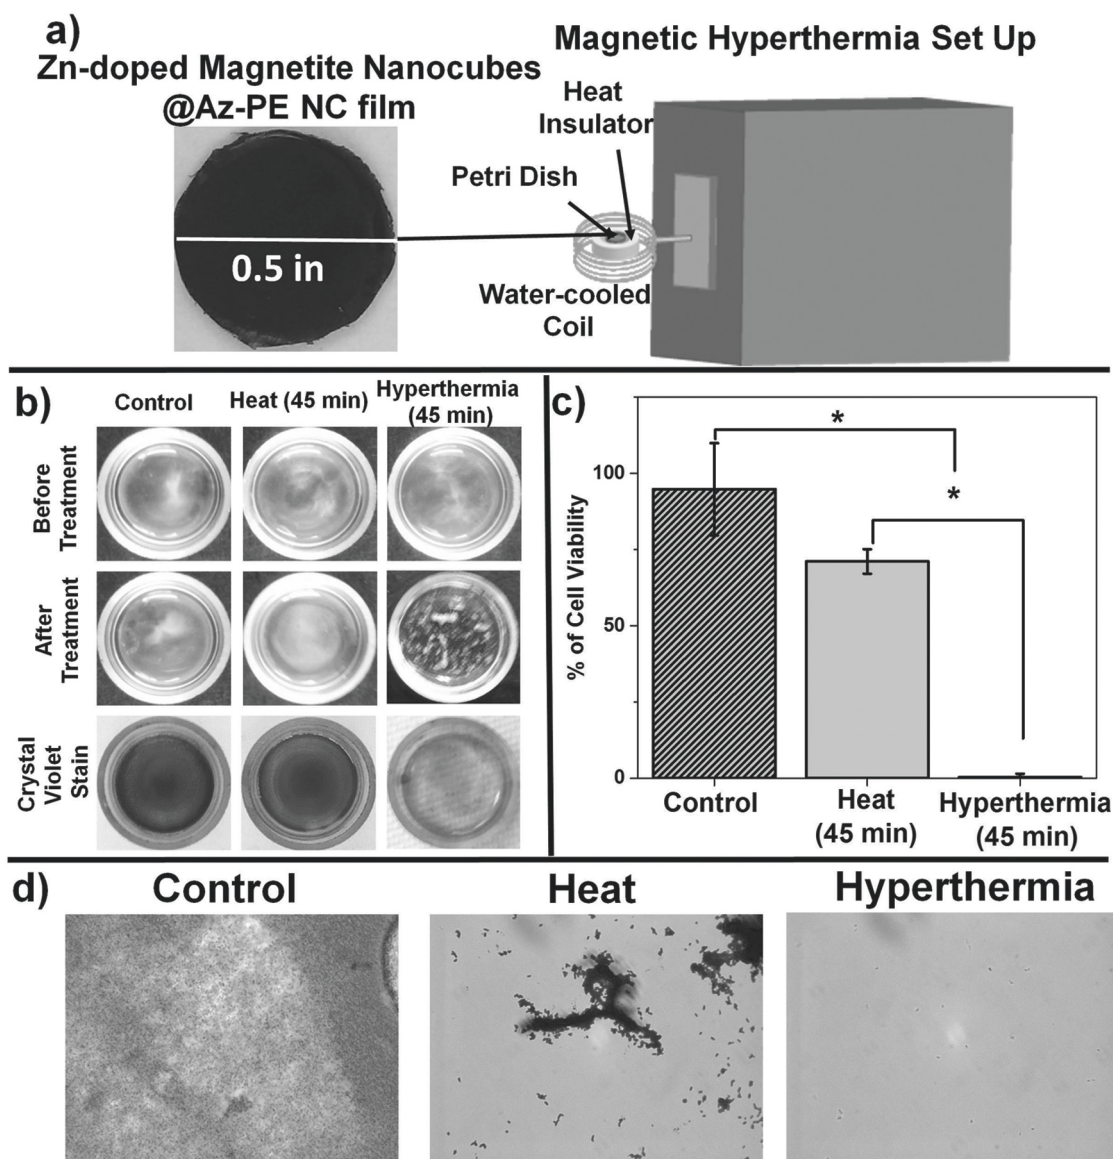 a)
Zn-doped Magnetite Nanocubes
@Az-PE NC film
0.5 in
Magnetic Hyperthermia Set Up
Heat
Insulator
Petri Dish
Water-cooled
Coil
b)
Control
Heat (45 min)
Hyperthermia
(45 min)
Before
Treatment
After
Treatment
Crystal
Violet
Stain
c)
% of Cell Viability
100
50
0
*
*
Control
Heat
(45 min)
Hyperthermia
(45 min)
d)
Control
Heat
Hyperthermia